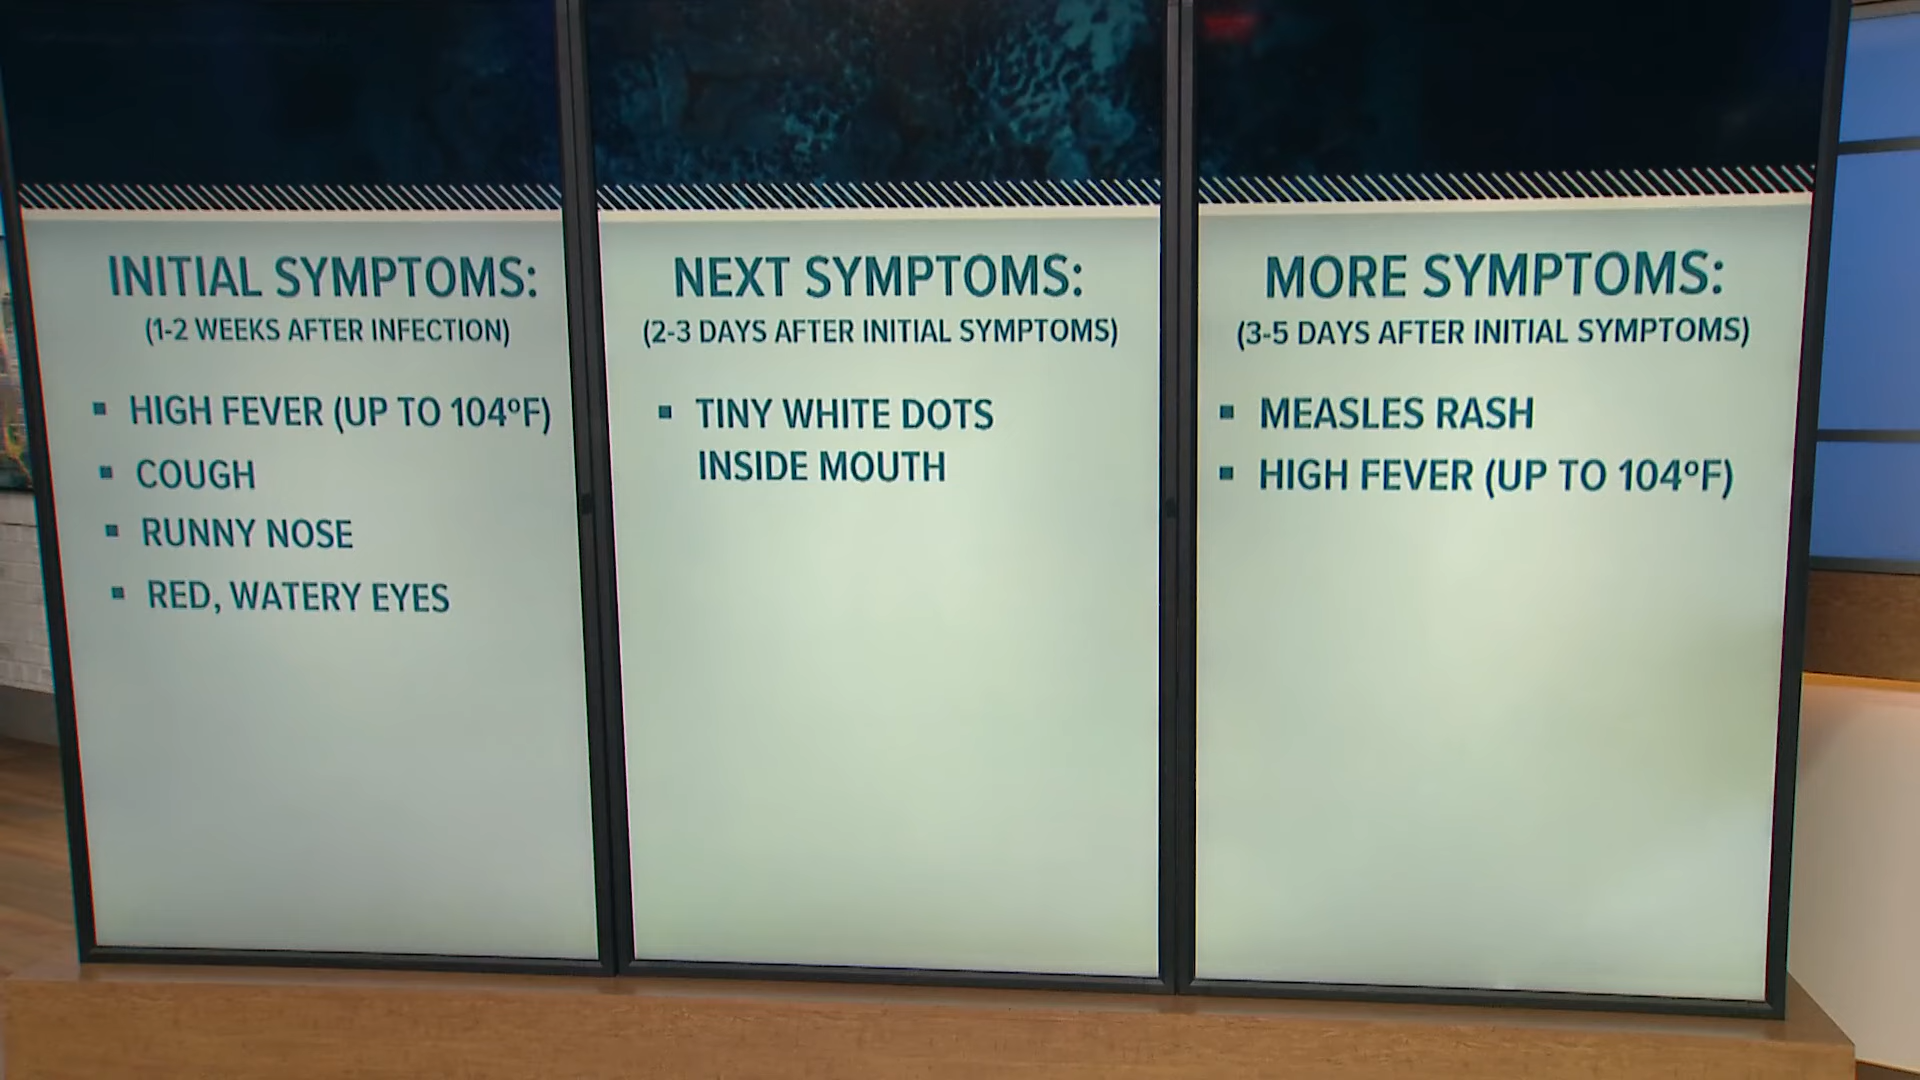 INITIAL SYMPTOMS:
(1-2 WEEKS AFTER INFECTION)
▪ HIGH FEVER (UP TO 104ºF)
▪ COUGH
▪ RUNNY NOSE
▪ RED, WATERY EYES
NEXT SYMPTOMS:
(2-3 DAYS AFTER INITIAL SYMPTOMS)
▪ TINY WHITE DOTS
INSIDE MOUTH
MORE SYMPTOMS:
(3-5 DAYS AFTER INITIAL SYMPTOMS)
▪ MEASLES RASH
▪ HIGH FEVER (UP TO 104ºF)